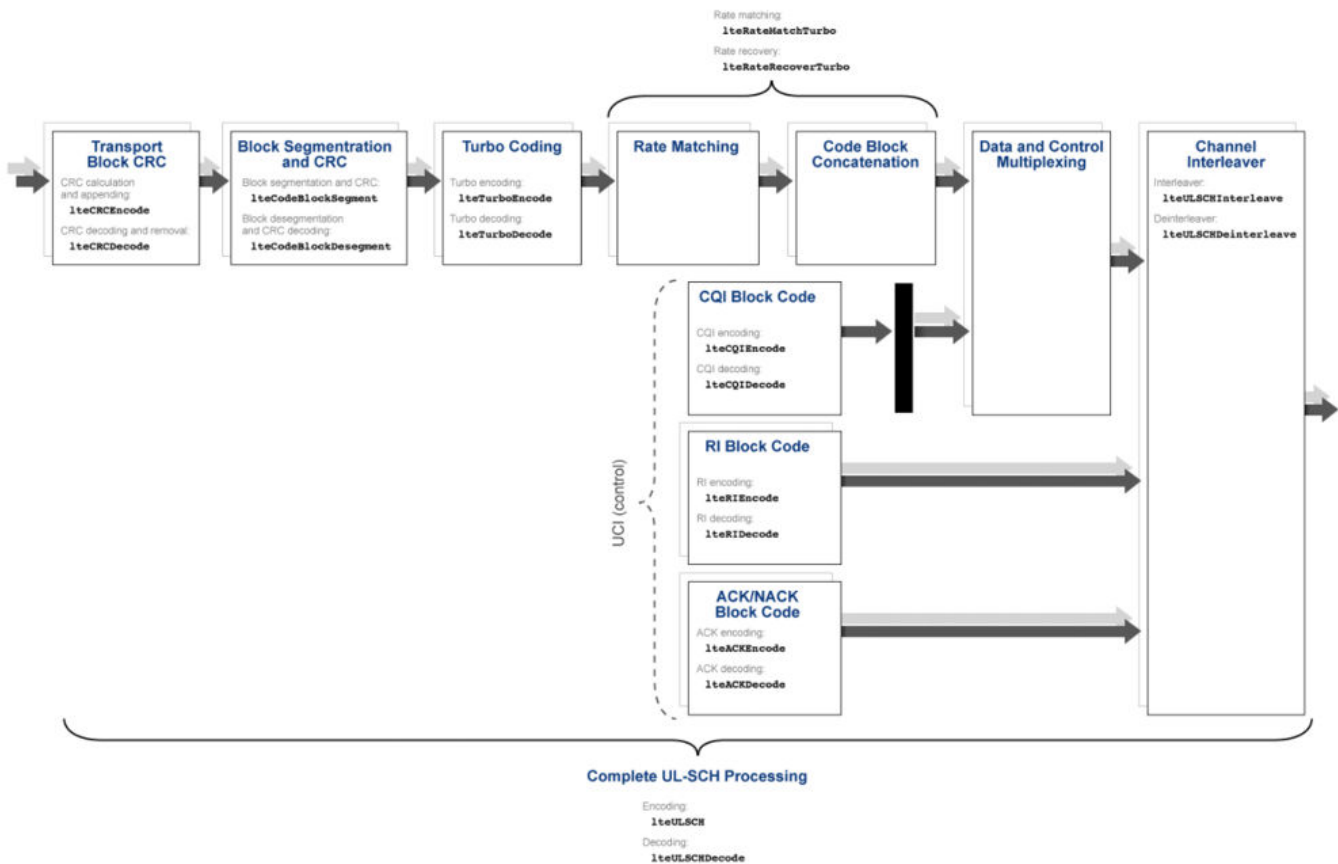 Rate matching:
lteRateMatchTurbo
Rate recovery:
lteRateRecoverTurbo
Transport
Block CRC
CRC calculation
and appending:
lteCRCEncode
CRC decoding and removal:
lteCRCDecode
Block Segmentration
and CRC
Block segmentation and CRC:
lteCodeBlockSegment
Block desegmentation
and CRC decoding:
lteCodeBlockDesegment
Turbo Coding
Turbo encoding:
lteTurboEncode
Turbo decoding:
lteTurboDecode
Rate Matching
Code Block
Concatenation
Data and Control
Multiplexing
Channel
Interleaver
Interleaver:
lteULSCHInterleave
Deinterleaver:
lteULSCHDeinterleave
UCI (control)
CQI Block Code
CQI encoding:
lteCQIEncode
CQI decoding:
lteCQIDecode
RI Block Code
RI encoding:
lteRIEncode
RI decoding:
lteRIDecode
ACK/NACK
Block Code
ACK encoding:
lteACKEncode
ACK decoding:
lteACKDecode
Complete UL-SCH Processing
Encoding:
lteULSCH
Decoding:
lteULSCHDecode